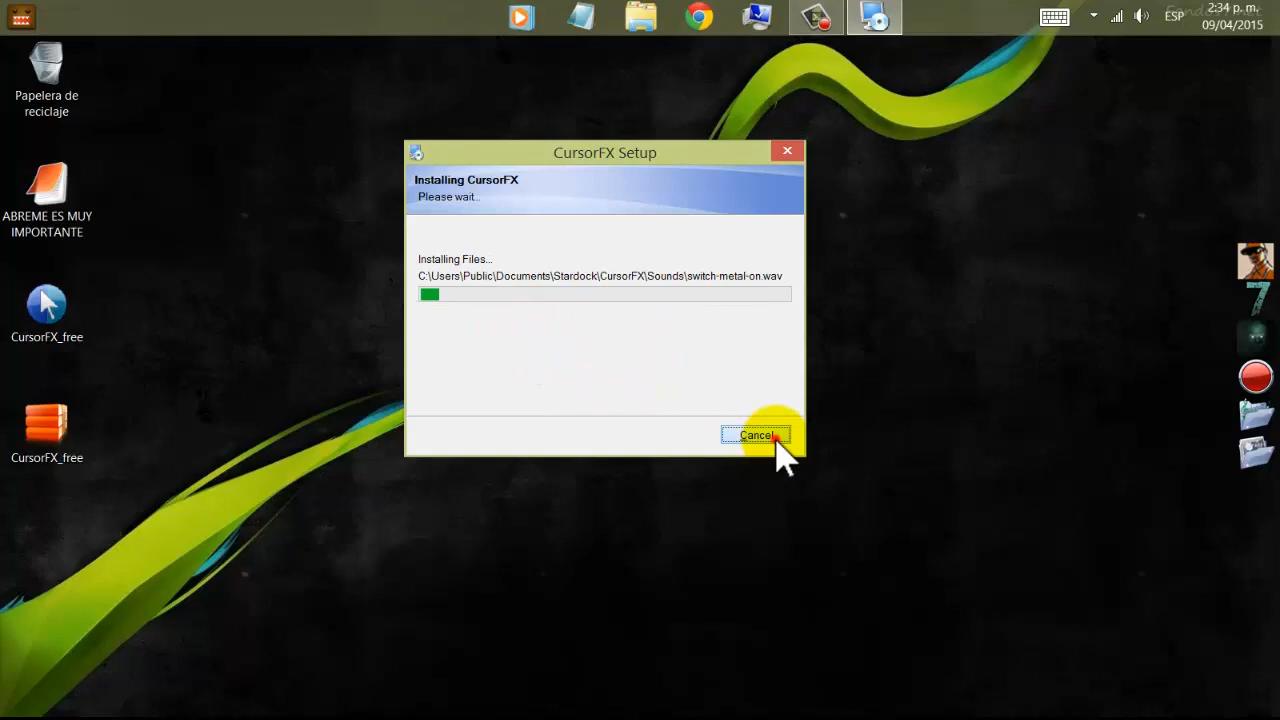 2:34 p. m.
ESP
09/04/2015
Papelera de
reciclaje
ABREME ES MUY
IMPORTANTE
CursorFX_free
CursorFX_free
CursorFX Setup
Installing CursorFX
Please wait...
Installing Files...
C:\Users\Public\Documents\Stardock\CursorFX\Sounds\switch-metal-on.wav
Cancel